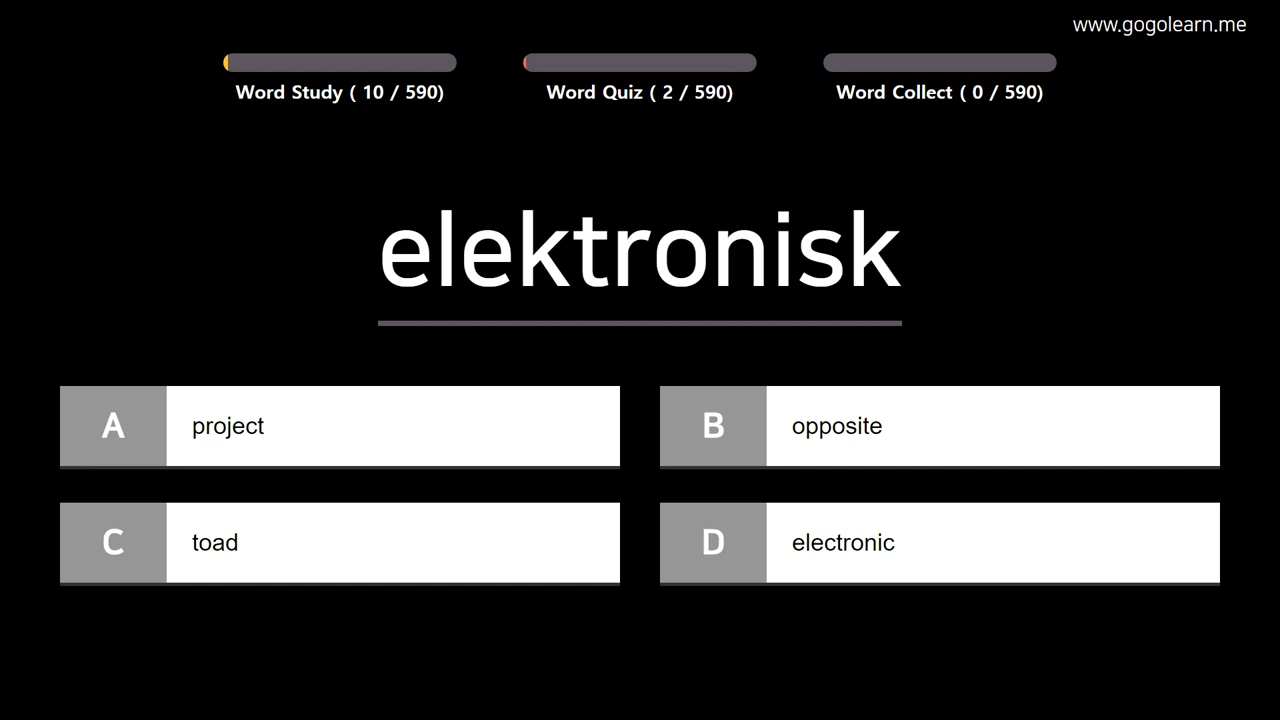 www.gogolearn.me
Word Study ( 10 / 590)
Word Quiz ( 2 / 590)
Word Collect ( 0 / 590)
elektronisk
A project
B opposite
C toad
D electronic